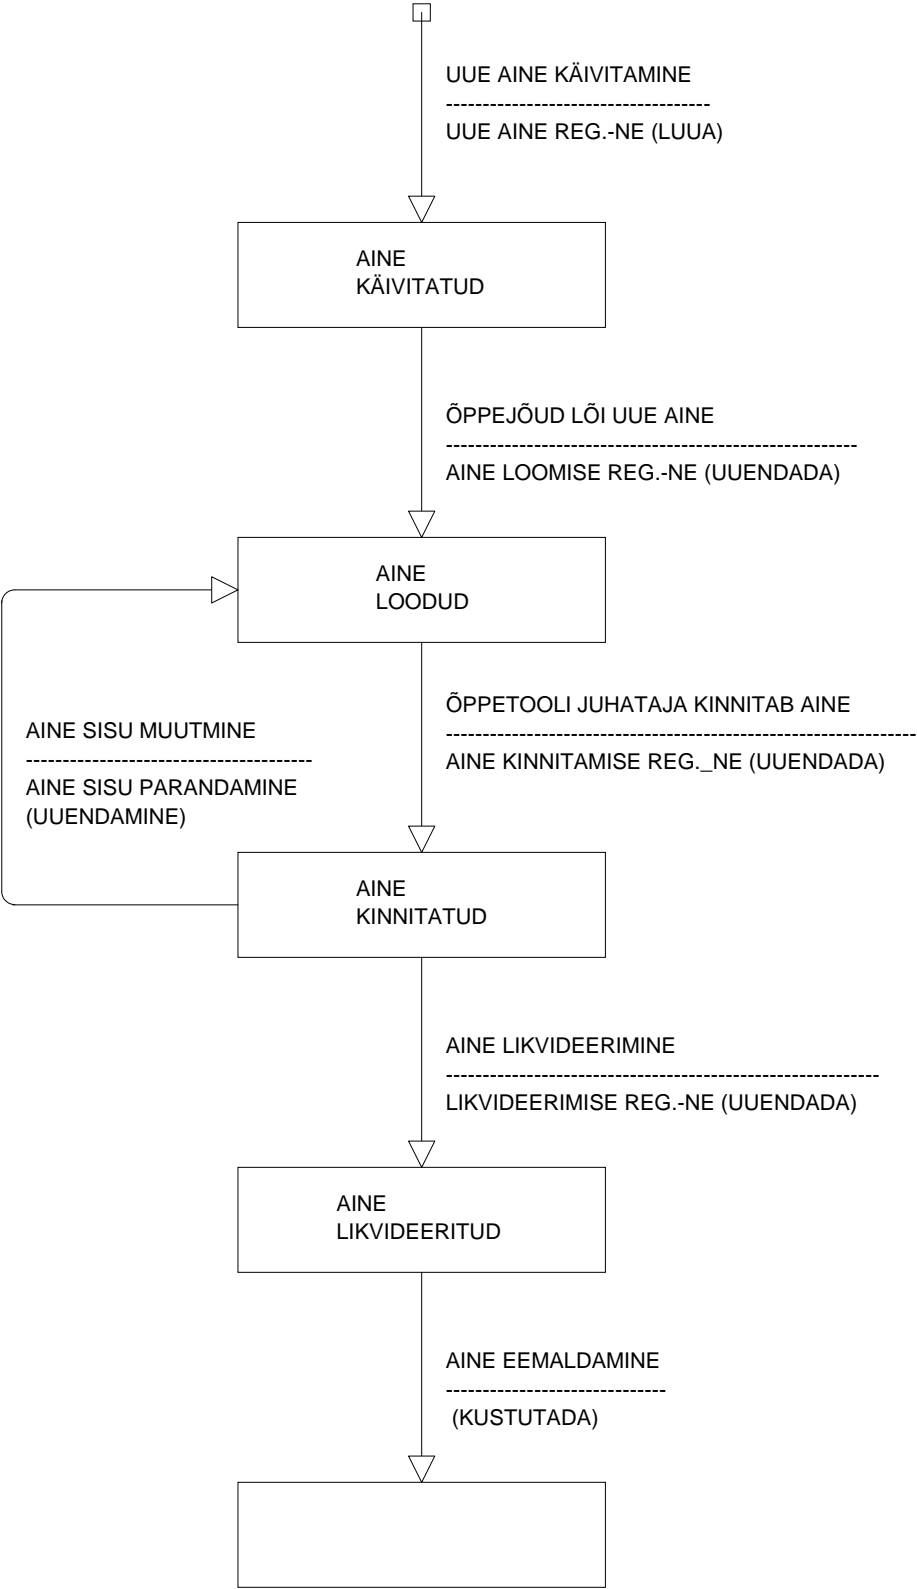 UUE AINE KÄIVITAMINE
------------------------------------
UUE AINE REG.-NE (LUUA)
AINE
KÄIVITATUD
ÕPPEJÕUD LÕI UUE AINE
--------------------------------------------------------
AINE LOOMISE REG.-NE (UUENDADA)
AINE
LOODUD
ÕPPETOOLI JUHATAJA KINNITAB AINE
----------------------------------------------------------------
AINE KINNITAMISE REG._NE (UUENDADA)
AINE SISU MUUTMINE
---------------------------------------
AINE SISU PARANDAMINE
(UUENDAMINE)
AINE
KINNITATUD
AINE LIKVIDEERIMINE
-----------------------------------------------------------
LIKVIDEERIMISE REG.-NE (UUENDADA)
AINE
LIKVIDEERITUD
AINE EEMALDAMINE
------------------------------
(KUSTUTADA)